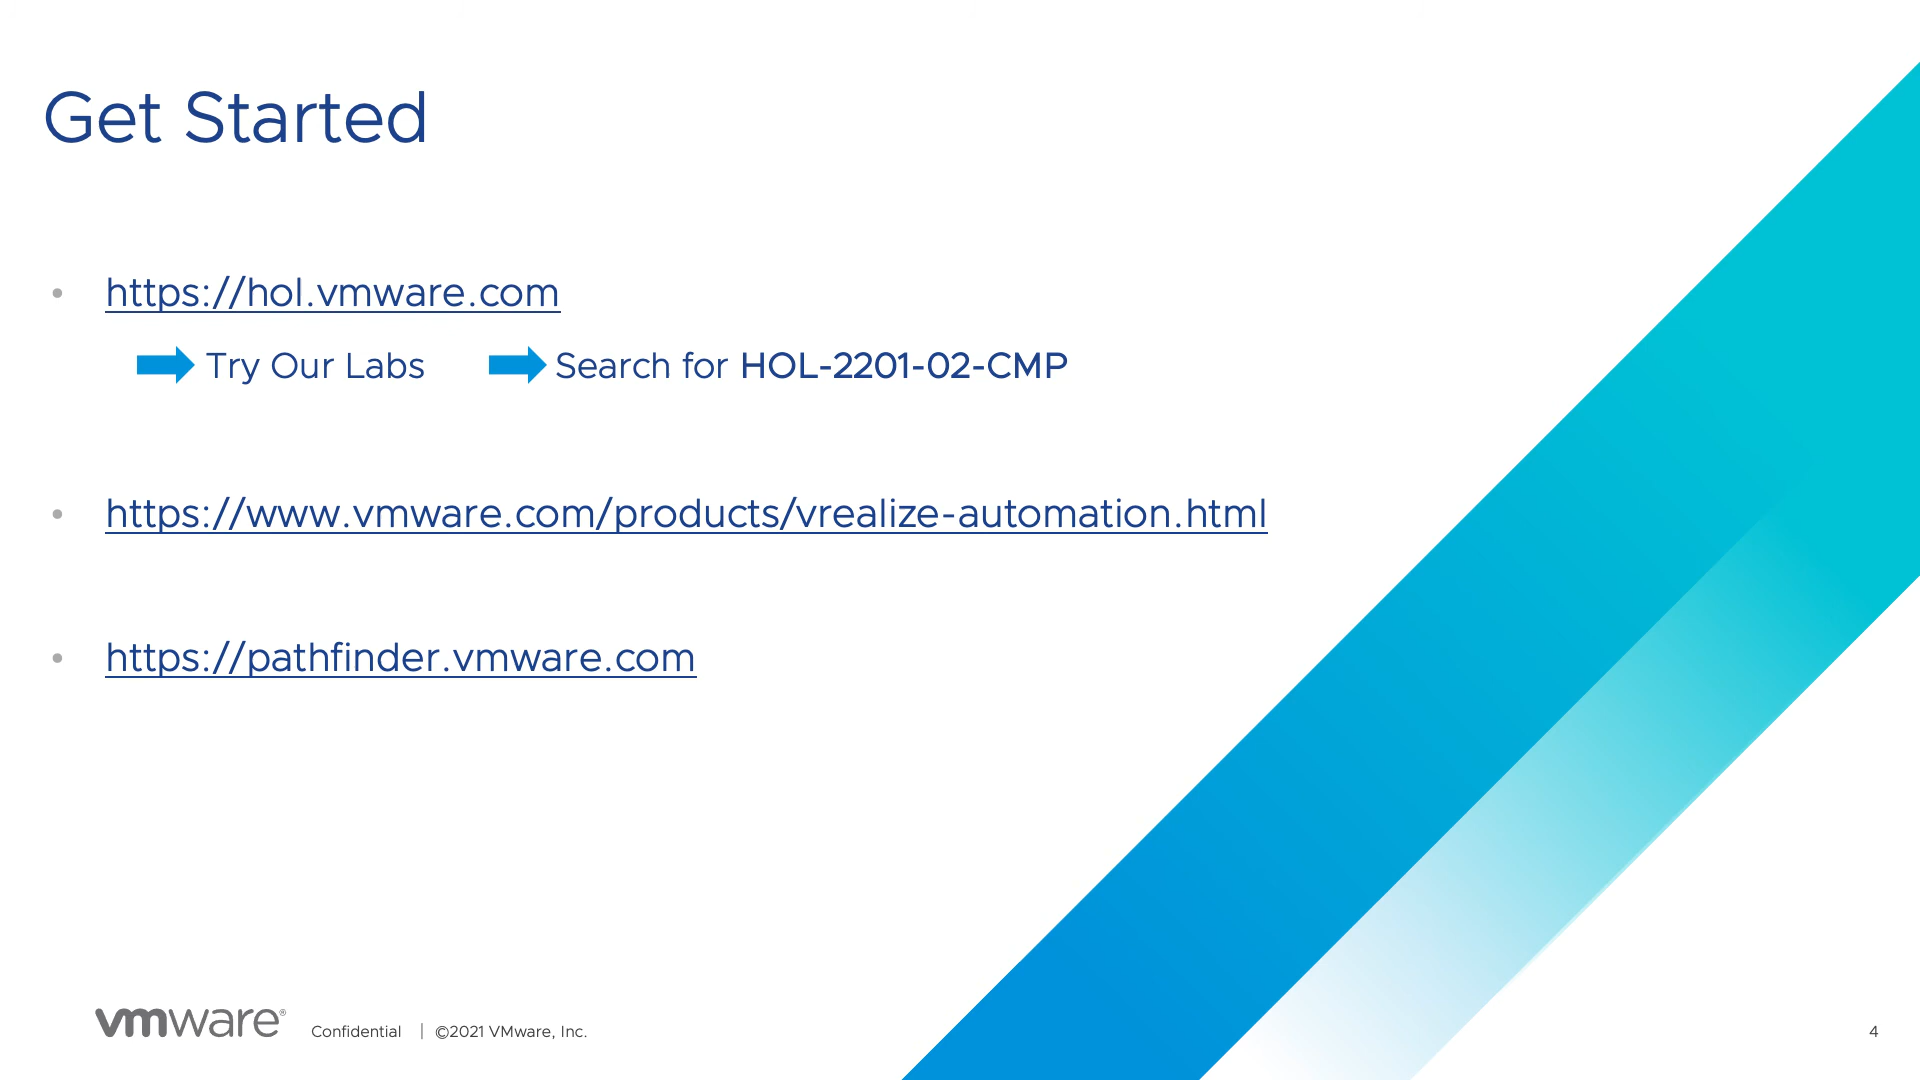 Get Started
• https://hol.vmware.com
Try Our Labs Search for HOL-2201-02-CMP
• https://www.vmware.com/products/vrealize-automation.html
• https://pathfinder.vmware.com
vmware® Confidential | ©2021 VMware, Inc. 4